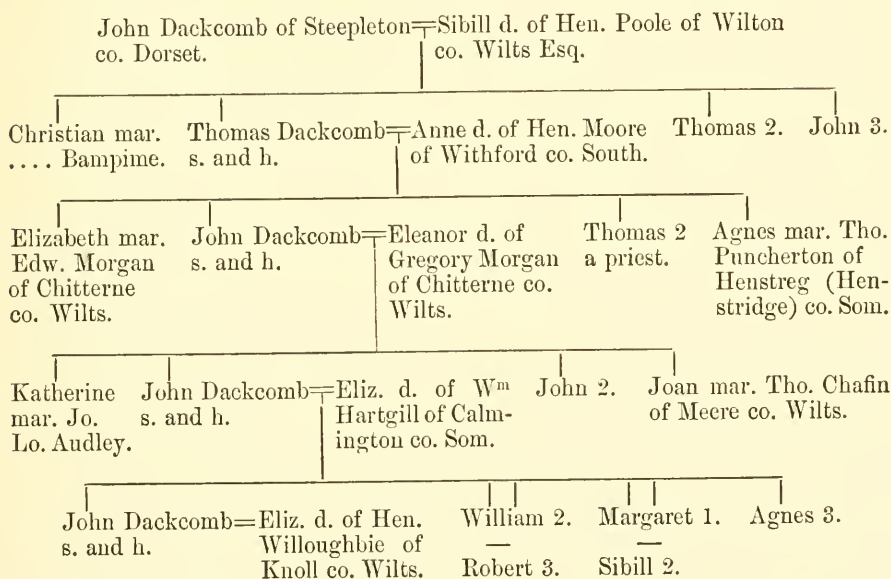 John Dackcomb of Steepleton=Sibill d. of Hen. Poole of Wilton
co. Dorset. co. Wilts Esq.
Christian mar. Thomas Dackcomb=Anne d. of Hen. Moore Thomas 2. John 3.
.... Bampime. s. and h. of Withford co. South.
Elizabeth mar. John Dackcomb=Eleanor d. of Thomas 2 Agnes mar. Tho.
Edw. Morgan s. and h. Gregory Morgan a priest. Puncherton of
of Chitterne of Chitterne co. Henstreg (Hen-
co. Wilts. Wilts. stridge) co. Som.
Katherine John Dackcomb=Eliz. d. of Wm John 2. Joan mar. Tho. Chafin
mar. Jo. s. and h. Hartgill of Calm- of Meere co. Wilts.
Lo. Audley. ington co. Som.
John Dackcomb=Eliz. d. of Hen. William 2. Margaret 1. Agnes 3.
s. and h. Willoughbie of — —
Knoll co. Wilts. Robert 3. Sibill 2.